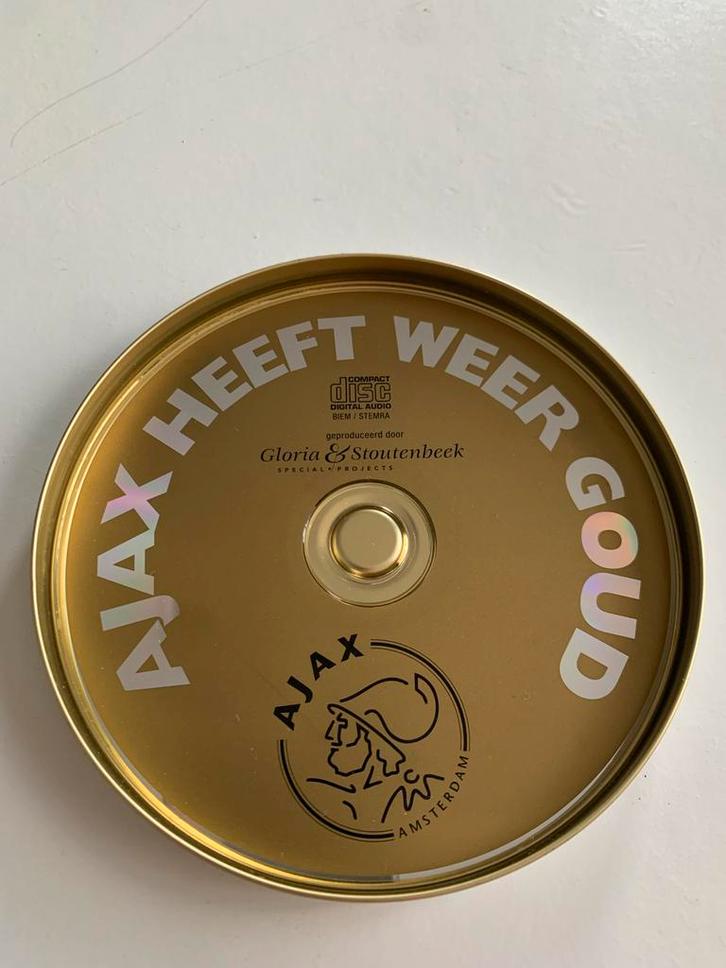 AJAX HEEFT WEER GOUD
COMPACT
disc
DIGITAL AUDIO
BIEM / STEMRA
geproduceerd door
Gloria & Stoutenbeek
SPECIAL • PROJECTS
AJAX
AMSTERDAM